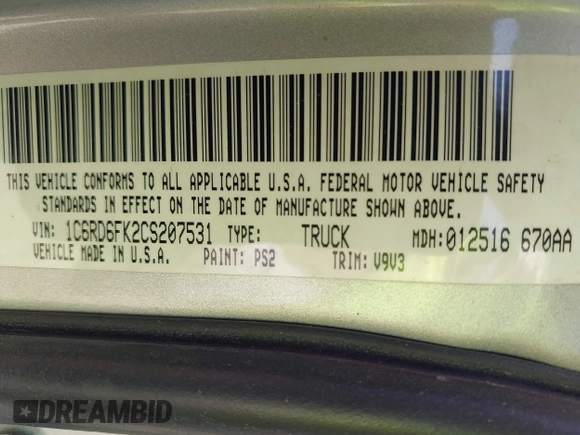 THIS VEHICLE CONFORMS TO ALL APPLICABLE U.S.A. FEDERAL MOTOR VEHICLE SAFETY
STANDARDS IN EFFECT ON THE DATE OF MANUFACTURE SHOWN ABOVE.
VIN: 1C6RD6FK2CS207531 TYPE: TRUCK MDH: 012516 670AA
VEHICLE MADE IN U.S.A. PAINT: PS2 TRIM: V9V3
DREAMBID